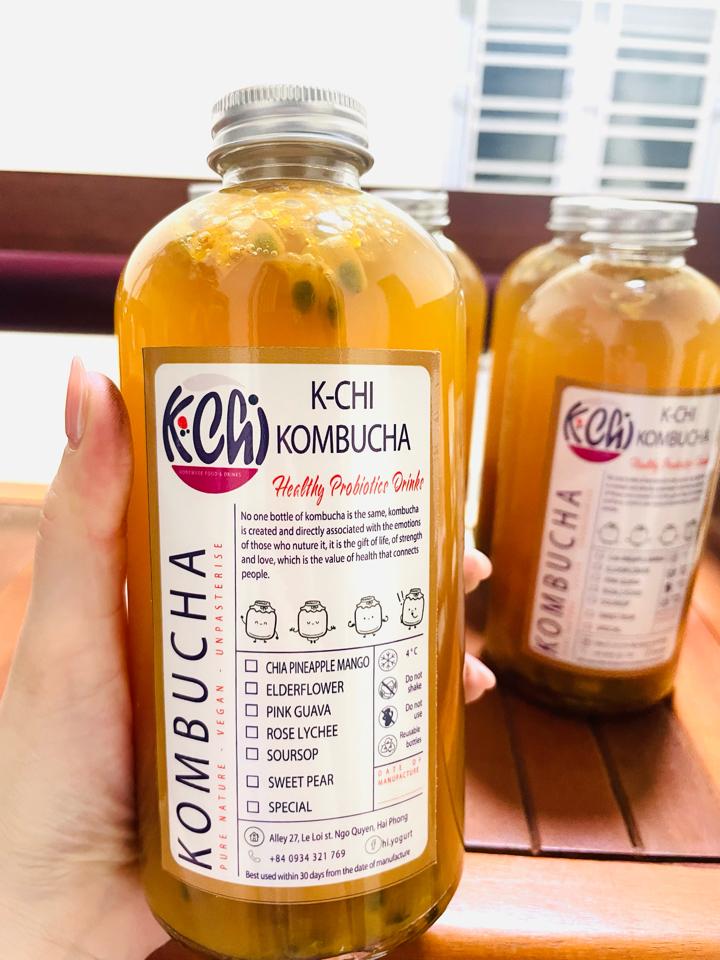 K-Chi
HOMEMADE FOOD & DRINKS
K-CHI
KOMBUCHA
Healthy Probiotics Drinks
No one bottle of kombucha is the same, kombucha
is created and directly associated with the emotions
of those who nuture it, it is the gift of life, of strength
and love, which is the value of health that connects
people.
KOMBUCHA
PURE NATURE - VEGAN - UNPASTERISE
CHIA PINEAPPLE MANGO
ELDERFLOWER
PINK GUAVA
ROSE LYCHEE
SOURSOP
SWEET PEAR
SPECIAL
4°C
Do not
shake
Do not
use
Reusable
bottles
DATE OF
MANUFACTURE
Alley 27, Le Loi st. Ngo Quyen, Hai Phong
+84 0934 321 769
hi.yogurt
Best used within 30 days from the date of manufacture
K-Chi
K-CHI
KOMBUCHA
Healthy Probiotics
KOMBUCHA